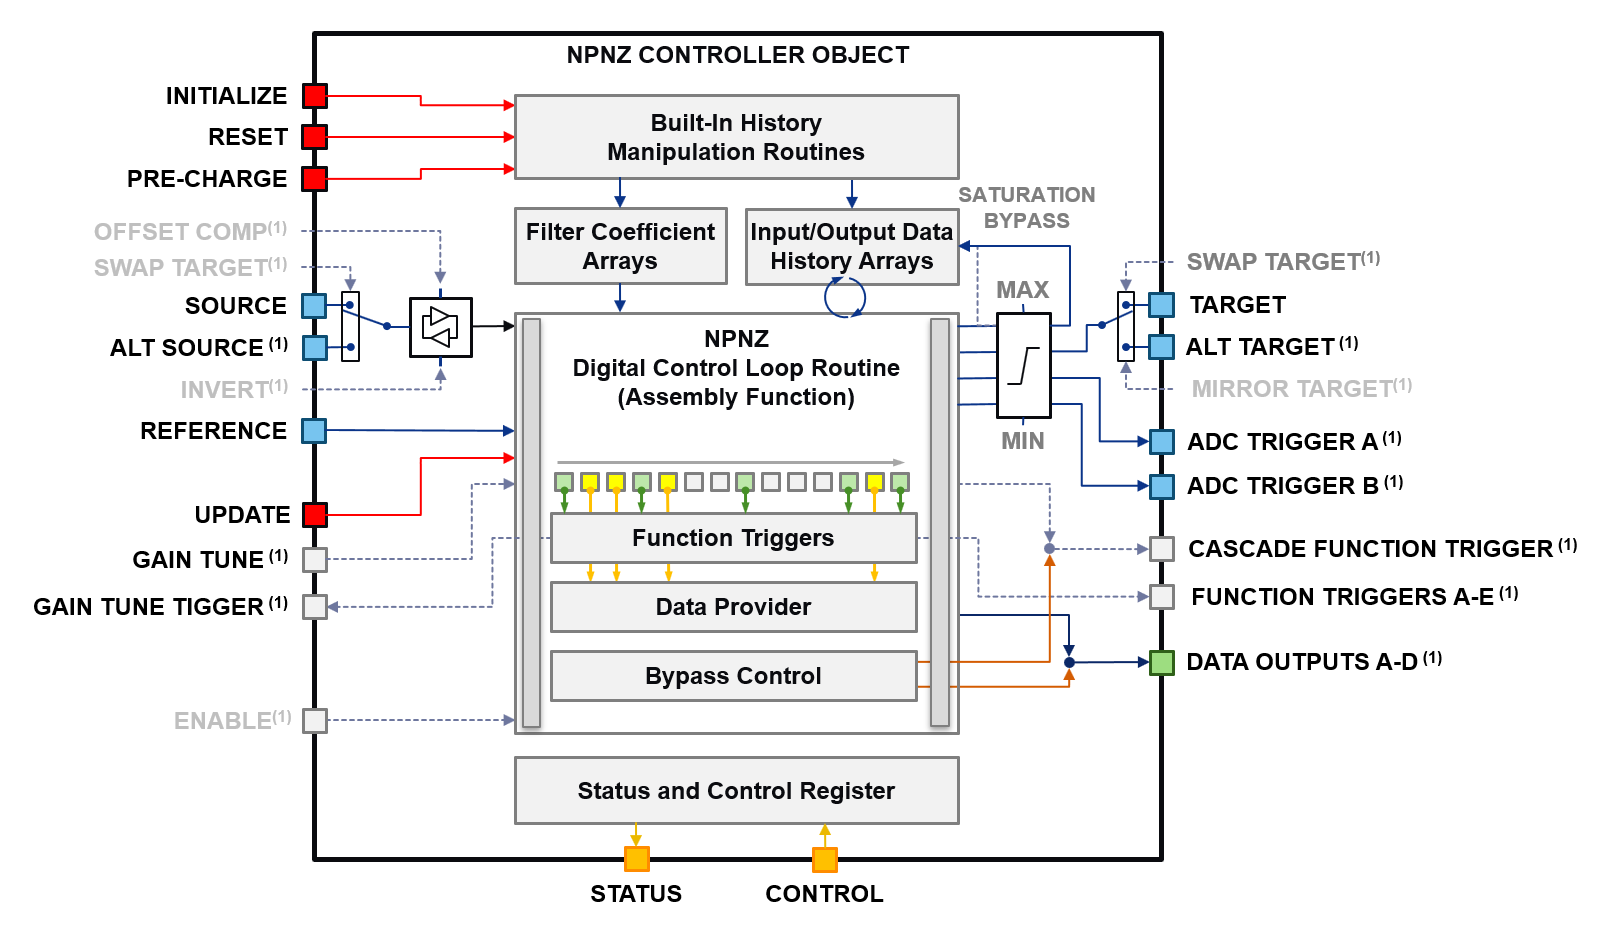 NPNZ CONTROLLER OBJECT
INITIALIZE
RESET
PRE-CHARGE
OFFSET COMP(1)
SWAP TARGET(1)
SOURCE
ALT SOURCE (1)
INVERT(1)
REFERENCE
UPDATE
GAIN TUNE (1)
GAIN TUNE TIGGER (1)
ENABLE(1)
Built-In History
Manipulation Routines
Filter Coefficient
Arrays
Input/Output Data
History Arrays
SATURATION
BYPASS
NPNZ
Digital Control Loop Routine
(Assembly Function)
MAX
MIN
Function Triggers
Data Provider
Bypass Control
Status and Control Register
STATUS
CONTROL
SWAP TARGET(1)
TARGET
ALT TARGET (1)
MIRROR TARGET(1)
ADC TRIGGER A (1)
ADC TRIGGER B (1)
CASCADE FUNCTION TRIGGER (1)
FUNCTION TRIGGERS A-E (1)
DATA OUTPUTS A-D (1)